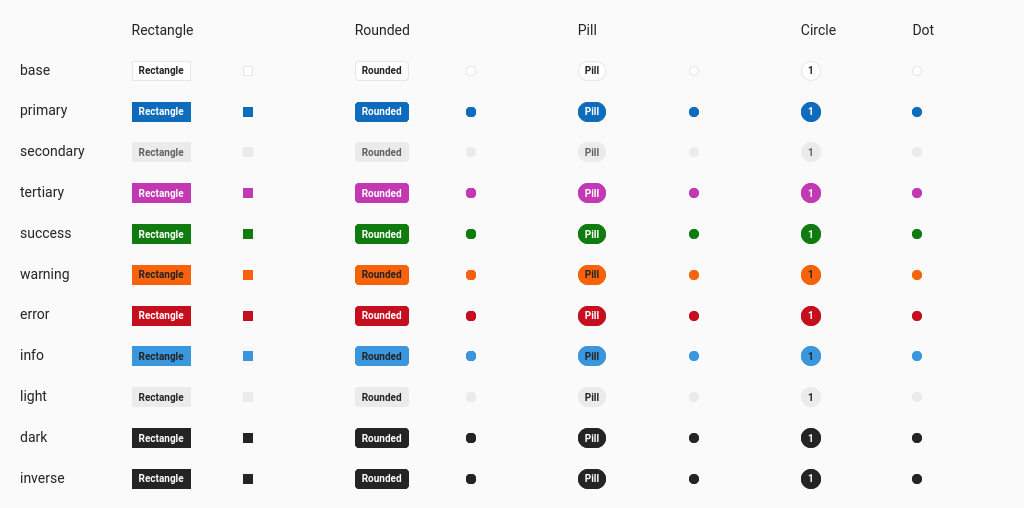 Rectangle Rounded Pill Circle Dot
base Rectangle Rounded Pill 1
primary Rectangle Rounded Pill 1
secondary Rectangle Rounded Pill 1
tertiary Rectangle Rounded Pill 1
success Rectangle Rounded Pill 1
warning Rectangle Rounded Pill 1
error Rectangle Rounded Pill 1
info Rectangle Rounded Pill 1
light Rectangle Rounded Pill 1
dark Rectangle Rounded Pill 1
inverse Rectangle Rounded Pill 1